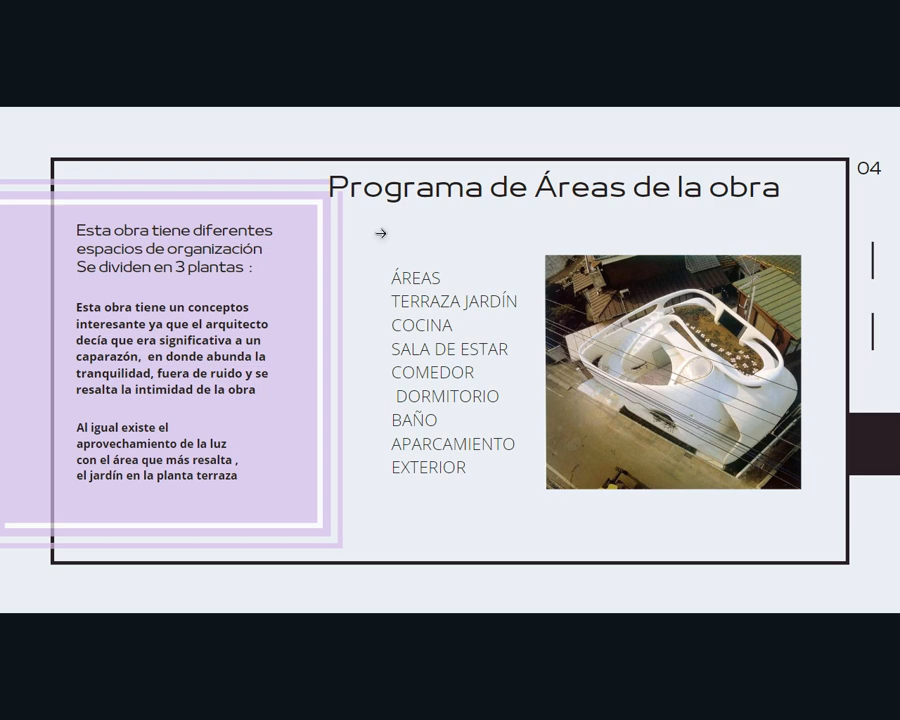 Programa de Áreas de la obra
04
Esta obra tiene diferentes
espacios de organización
Se dividen en 3 plantas :
Esta obra tiene un conceptos
interesante ya que el arquitecto
decía que era significativa a un
caparazón, en donde abunda la
tranquilidad, fuera de ruido y se
resalta la intimidad de la obra
Al igual existe el
aprovechamiento de la luz
con el área que más resalta ,
el jardín en la planta terraza
ÁREAS
TERRAZA JARDÍN
COCINA
SALA DE ESTAR
COMEDOR
DORMITORIO
BAÑO
APARCAMIENTO
EXTERIOR